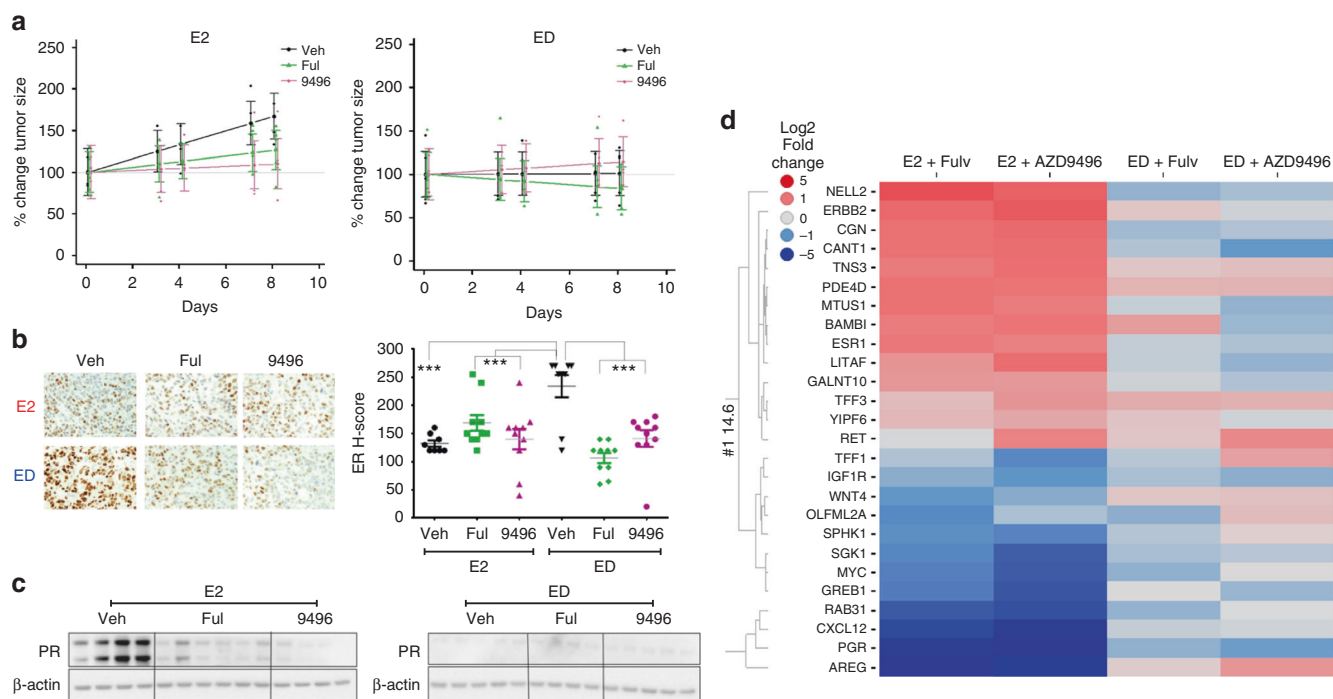 a
E2
250
200
150
100
50
0
% change tumor size
Veh
Ful
9496
0 2 4 6 8 10
Days
ED
250
200
150
100
50
0
% change tumor size
Veh
Ful
9496
0 2 4 6 8 10
Days
b
Veh Ful 9496
E2
ED
300
250
200
150
100
50
0
ER H-score
*** *** ***
Veh Ful 9496 Veh Ful 9496
E2 ED
c
E2
Veh Ful 9496
PR
β-actin
ED
Veh Ful 9496
PR
β-actin
d
Log2
Fold
change
5
1
0
–1
–5
E2 + Fulv E2 + AZD9496 ED + Fulv ED + AZD9496
#1 14.6
NELL2
ERBB2
CGN
CANT1
TNS3
PDE4D
MTUS1
BAMBI
ESR1
LITAF
GALNT10
TFF3
YIPF6
RET
TFF1
IGF1R
WNT4
OLFML2A
SPHK1
SGK1
MYC
GREB1
RAB31
CXCL12
PGR
AREG